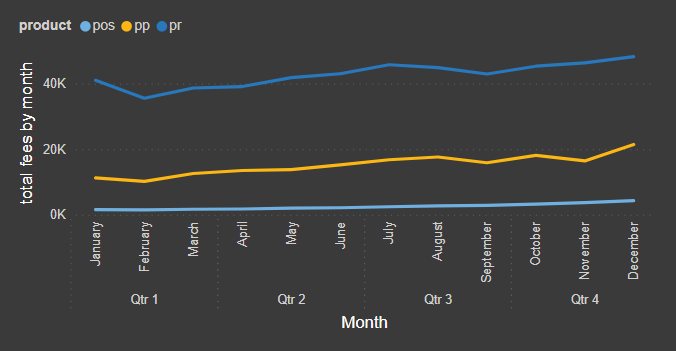 product pos pp pr
total fees by month
40K
20K
0K
January
February
March
April
May
June
July
August
September
October
November
December
Qtr 1 Qtr 2 Qtr 3 Qtr 4
Month